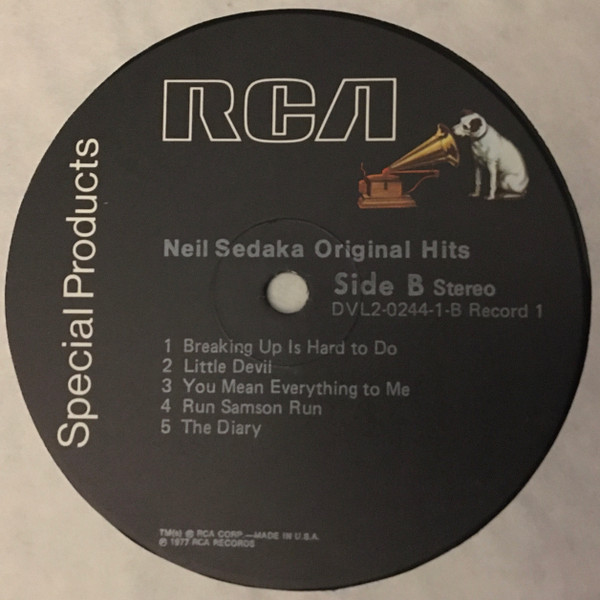 RCA
Special Products
Neil Sedaka Original Hits
Side B Stereo
DVL2-0244-1-B Record 1
1 Breaking Up Is Hard to Do
2 Little Devil
3 You Mean Everything to Me
4 Run Samson Run
5 The Diary
TM(s) ® RCA CORP.—MADE IN U.S.A.
℗ 1977 RCA RECORDS